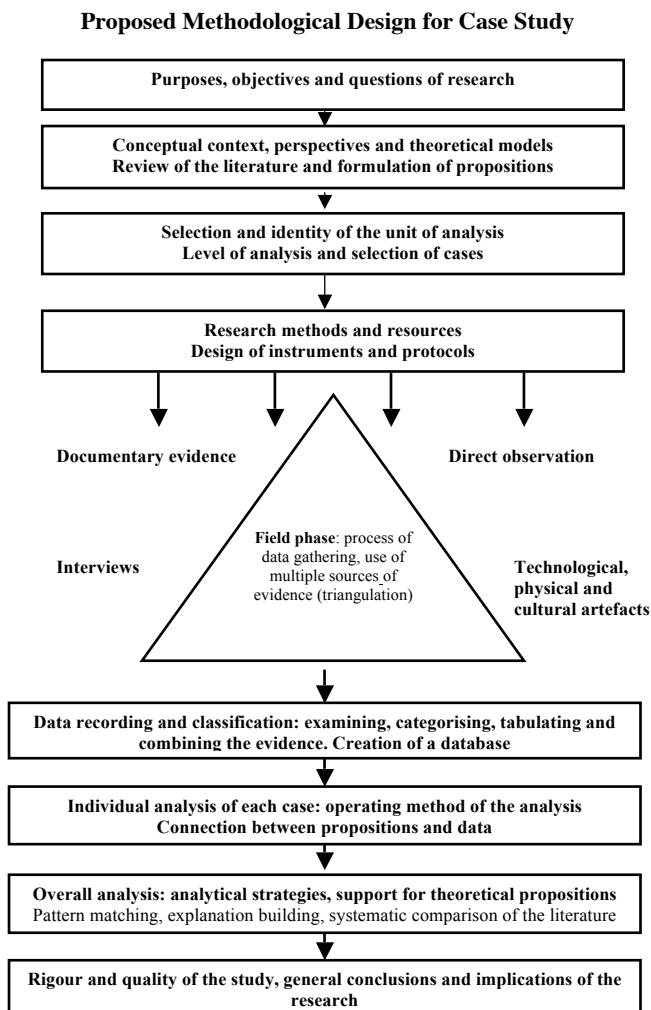 Proposed Methodological Design for Case Study
Purposes, objectives and questions of research
Conceptual context, perspectives and theoretical models
Review of the literature and formulation of propositions
Selection and identity of the unit of analysis
Level of analysis and selection of cases
Research methods and resources
Design of instruments and protocols
Documentary evidence
Direct observation
Field phase: process of
data gathering, use of
multiple sources of
evidence (triangulation)
Interviews
Technological,
physical and
cultural artefacts
Data recording and classification: examining, categorising, tabulating and
combining the evidence. Creation of a database
Individual analysis of each case: operating method of the analysis
Connection between propositions and data
Overall analysis: analytical strategies, support for theoretical propositions
Pattern matching, explanation building, systematic comparison of the literature
Rigour and quality of the study, general conclusions and implications of the
research